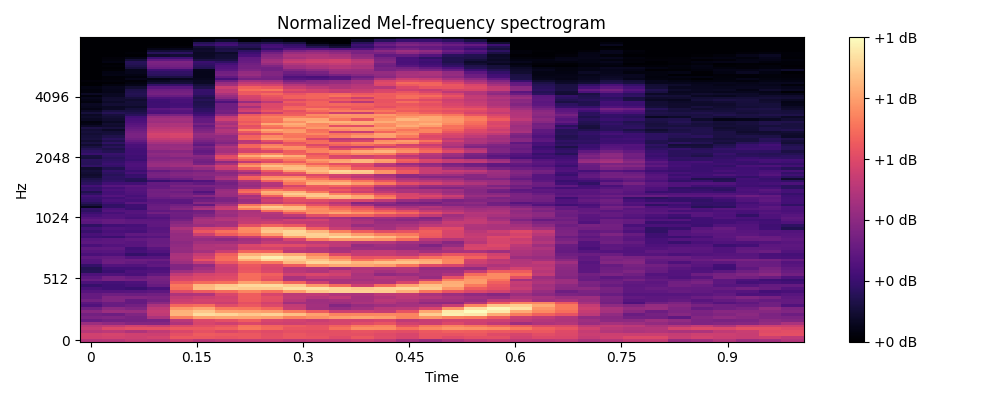 Normalized Mel-frequency spectrogram
Hz
4096
2048
1024
512
0
0 0.15 0.3 0.45 0.6 0.75 0.9
Time
+1 dB
+1 dB
+1 dB
+0 dB
+0 dB
+0 dB